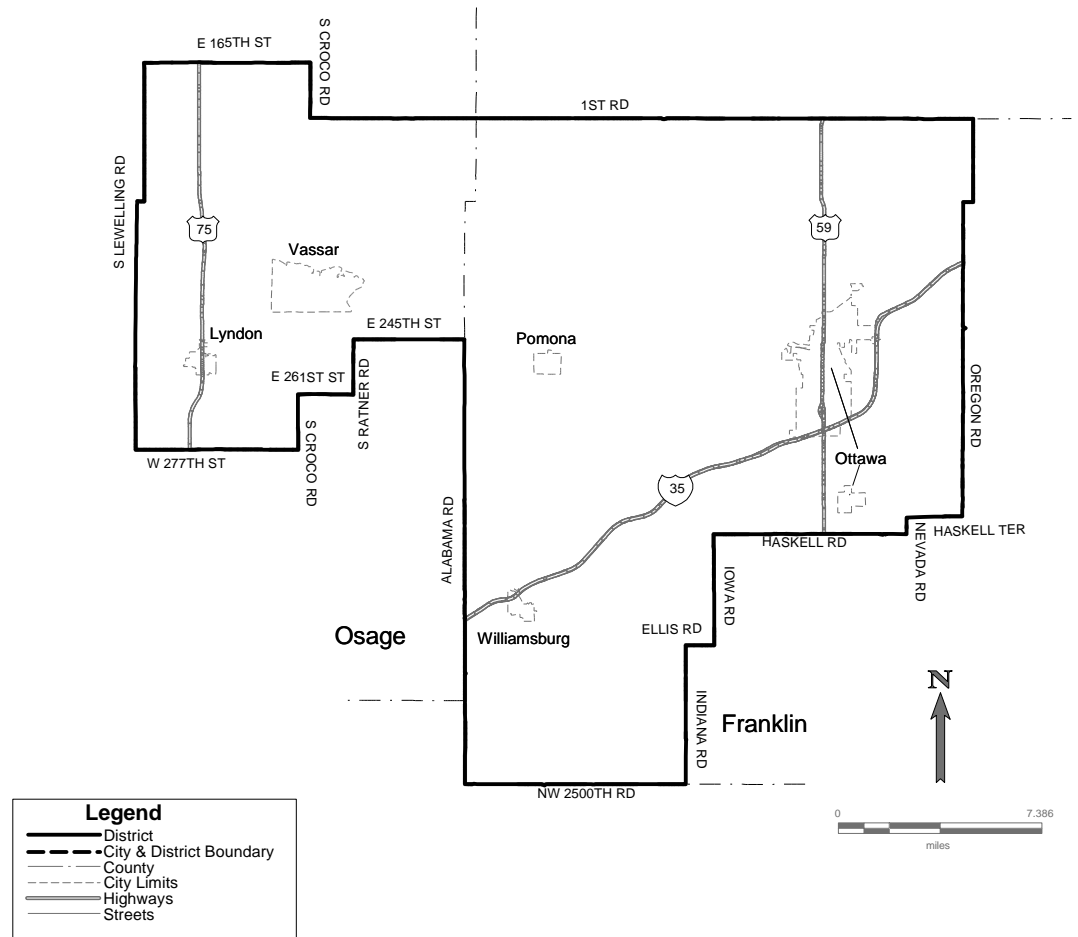 E 165TH ST
S CROCO RD
1ST RD
S LEWELLING RD
75
59
Vassar
Lyndon
E 245TH ST
Pomona
E 261ST ST
S RATNER RD
OREGON RD
W 277TH ST
S CROCO RD
Ottawa
35
ALABAMA RD
HASKELL RD
NEVADA RD
HASKELL TER
IOWA RD
Osage
Williamsburg
ELLIS RD
INDIANA RD
Franklin
N
NW 2500TH RD
0
7.386
miles
Legend
District
City & District Boundary
County
City Limits
Highways
Streets